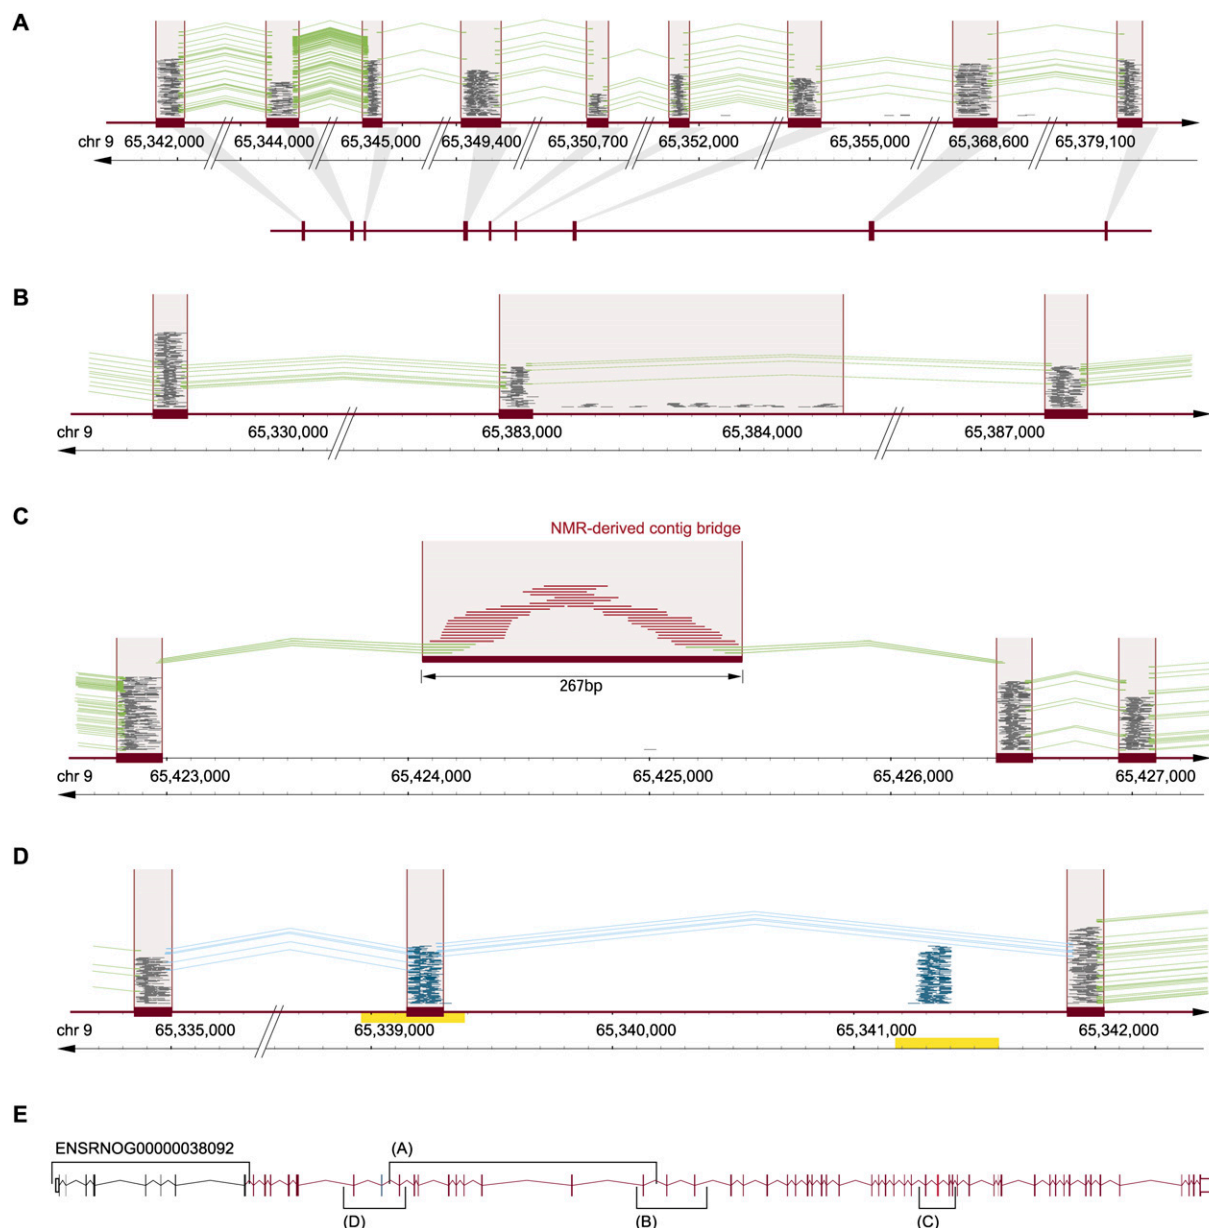 A
chr 9 65,342,000 65,344,000 65,345,000 65,349,400 65,350,700 65,352,000 65,355,000 65,368,600 65,379,100
B
chr 9 65,330,000 65,383,000 65,384,000 65,387,000
C
NMR-derived contig bridge
267bp
chr 9 65,423,000 65,424,000 65,425,000 65,426,000 65,427,000
D
chr 9 65,335,000 65,339,000 65,340,000 65,341,000 65,342,000
E
ENSRNOG00000038092 (A)
(D) (B) (C)